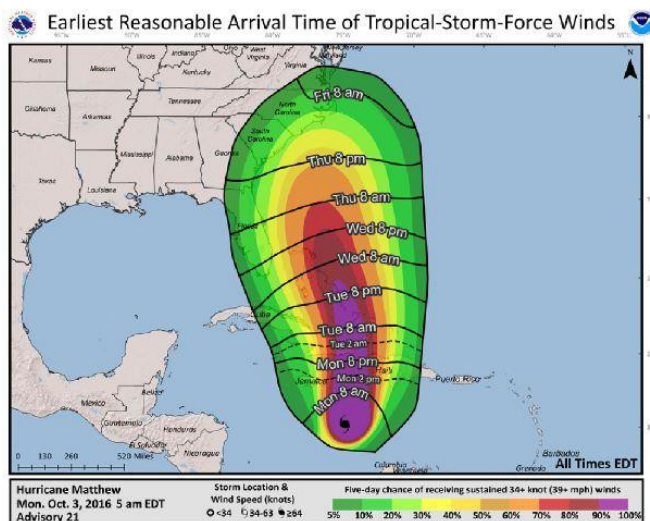 Earliest Reasonable Arrival Time of Tropical-Storm-Force Winds
Kansas
Missouri
Illinois
Indiana
Ohio
West Virginia
Kentucky
Virginia
Oklahoma
Arkansas
Tennessee
North Carolina
South Carolina
Mississippi
Alabama
Georgia
Texas
Louisiana
Florida
Fri 8 am
Thu 8 pm
Thu 8 am
Wed 8 pm
Wed 8 am
Tue 8 pm
Cuba
Tue 8 am
Tue 2 am
Mon 8 pm
Haiti
Jamaica
Mon 2 pm
Puerto Rico
Mon 8 am
Mexico
Belize
Guatemala
Honduras
El Salvador
Nicaragua
Barbados
Grenada
Colombia
Venezuela
0 130 260 520 Miles
All Times EDT
Hurricane Matthew
Mon. Oct. 3, 2016 5 am EDT
Advisory 21
Storm Location &
Wind Speed (knots)
<34 34-63 ≥64
Five-day chance of receiving sustained 34+ knot (39+ mph) winds
5% 10% 20% 30% 40% 50% 60% 70% 80% 90% 100%